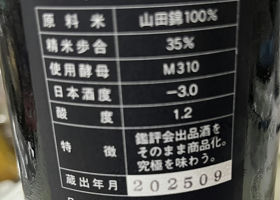 原料米 山田錦100%
精米歩合 35%
使用酵母 M310
日本酒度 −3.0
酸度 1.2
特徴 鑑評会出品酒を
そのまま商品化。
究極を味わう。
蔵出年月 202509